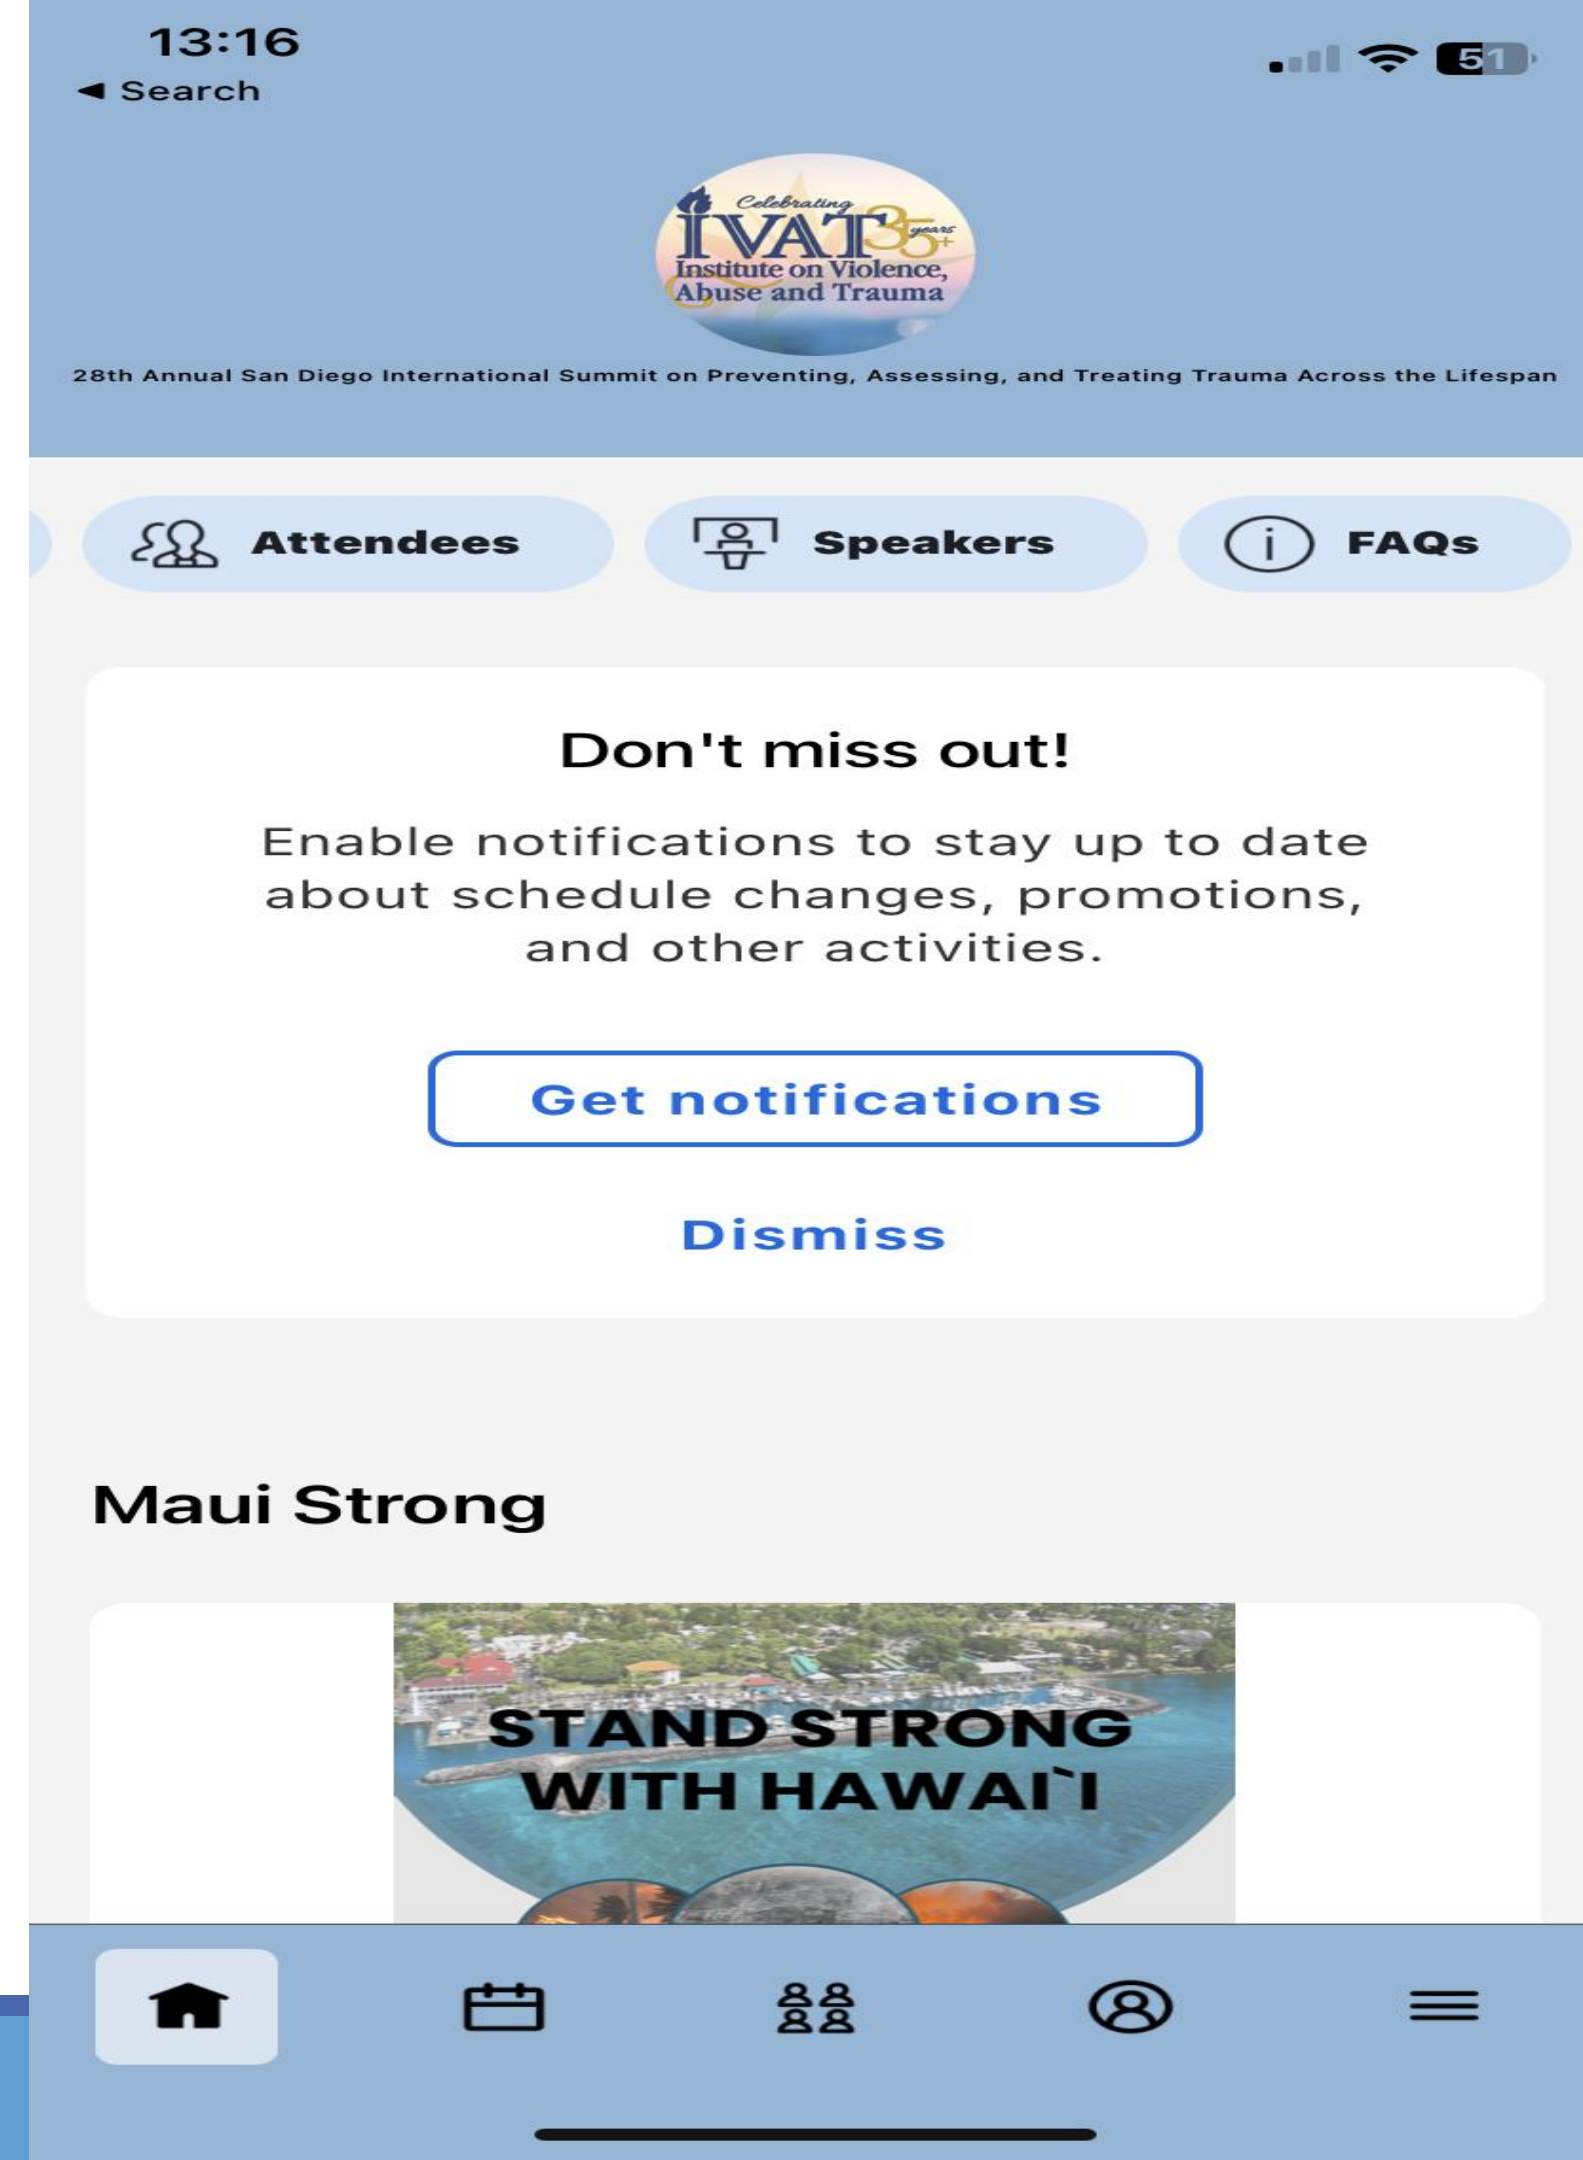 13:16
51
◀ Search
Celebrating
IVAT 35+ years
Institute on Violence,
Abuse and Trauma
28th Annual San Diego International Summit on Preventing, Assessing, and Treating Trauma Across the Lifespan
Attendees
Speakers
FAQs
Don't miss out!
Enable notifications to stay up to date
about schedule changes, promotions,
and other activities.
Get notifications
Dismiss
Maui Strong
STAND STRONG
WITH HAWAI`I